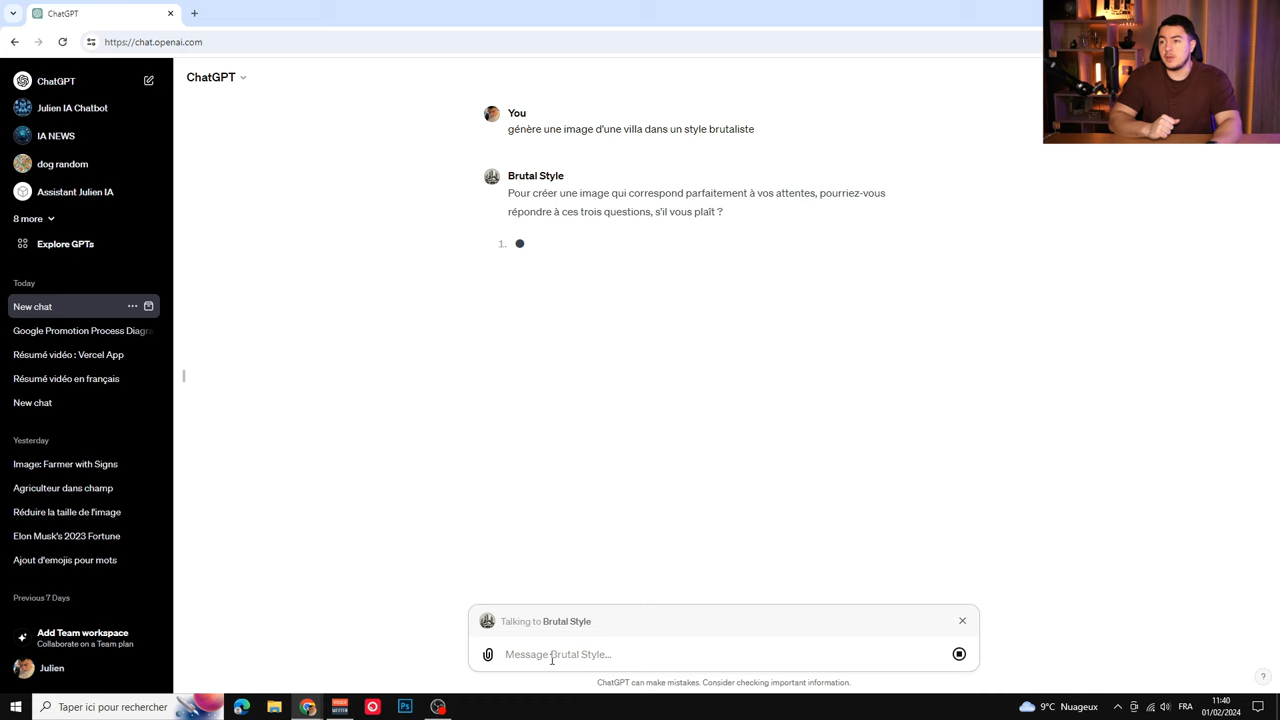 ChatGPT
https://chat.openai.com
ChatGPT
Julien IA Chatbot
IA NEWS
dog random
Assistant Julien IA
8 more
Explore GPTs
Today
New chat
Google Promotion Process Diagra
Résumé vidéo : Vercel App
Résumé vidéo en français
New chat
Yesterday
Image: Farmer with Signs
Agriculteur dans champ
Réduire la taille de l'image
Elon Musk's 2023 Fortune
Ajout d'emojis pour mots
Previous 7 Days
Add Team workspace
Collaborate on a Team plan
Julien
ChatGPT
You
génère une image d'une villa dans un style brutaliste
Brutal Style
Pour créer une image qui correspond parfaitement à vos attentes, pourriez-vous
répondre à ces trois questions, s'il vous plaît ?
1.
Talking to Brutal Style
Message Brutal Style...
ChatGPT can make mistakes. Consider checking important information.
?
Taper ici pour rechercher
Ps
9°C Nuageux
FRA
11:40
01/02/2024